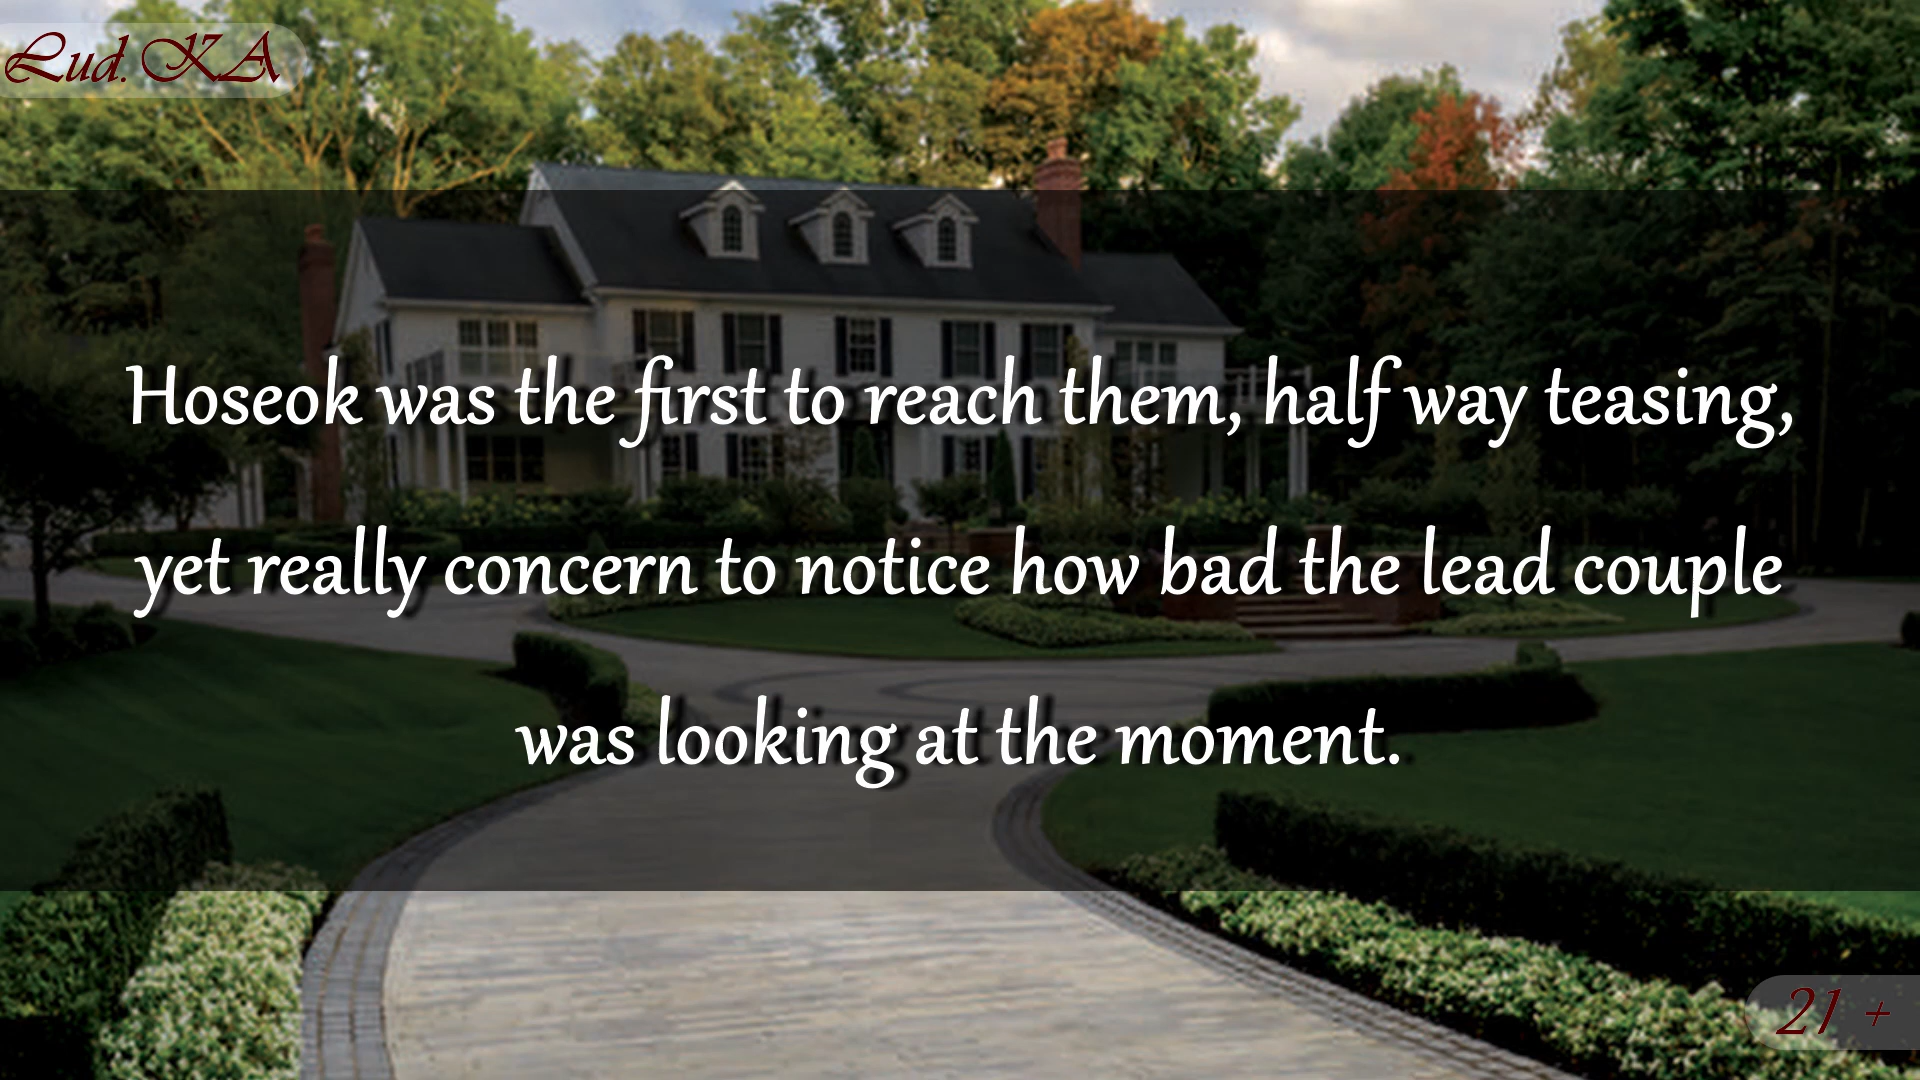 Lud. KA
Hoseok was the first to reach them, half way teasing,
yet really concern to notice how bad the lead couple
was looking at the moment.
21 +